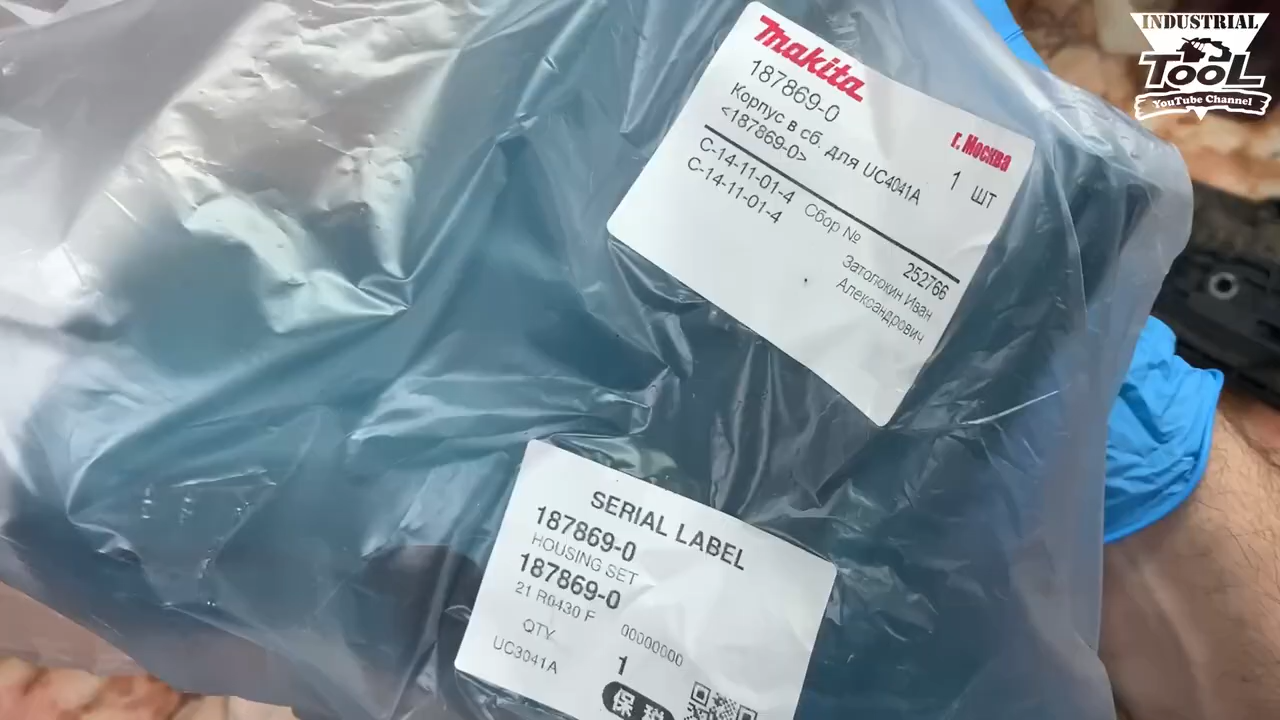 INDUSTRIAL
TOOL
YouTube Channel
makita
187869-0
г. Москва
Корпус в сб. для UC4041A
1 ШТ
<187869-0>
C-14-11-01-4 Сбор №
C-14-11-01-4
252766
Затолокин Иван
Александрович
SERIAL LABEL
187869-0
HOUSING SET
187869-0
21 R0430 F
QTY
00000000
UC3041A
1
保税